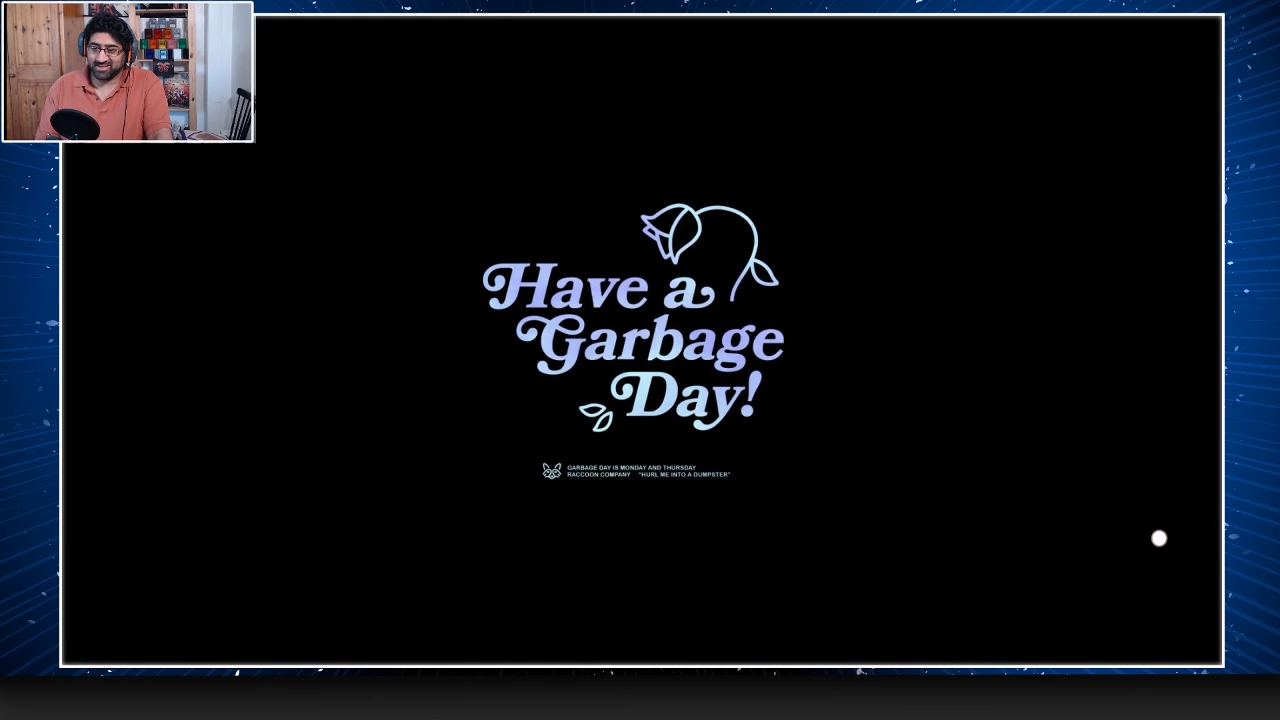 Have a
Garbage
Day!
GARBAGE DAY IS MONDAY AND THURSDAY
RACCOON COMPANY "HURL ME INTO A DUMPSTER"